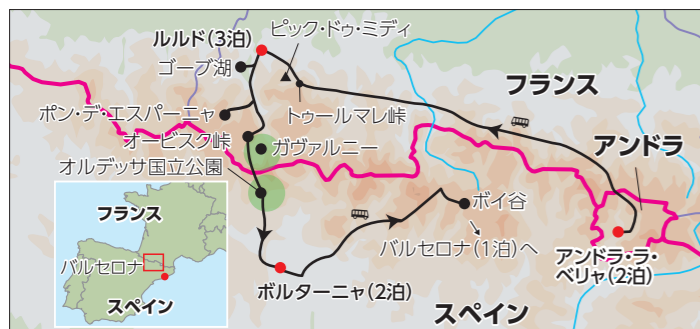 ピック・ドゥ・ミディ
ルルド(3泊)
ゴーブ湖
フランス
ポン・デ・エスパーニャ
トゥールマレ峠
オービスク峠
アンドラ
ガヴァルニー
オルデッサ国立公園
ボイ谷
フランス
バルセロナ(1泊)へ
アンドラ・ラ・
ベリャ(2泊)
バルセロナ
ボルターニャ(2泊)
スペイン
スペイン